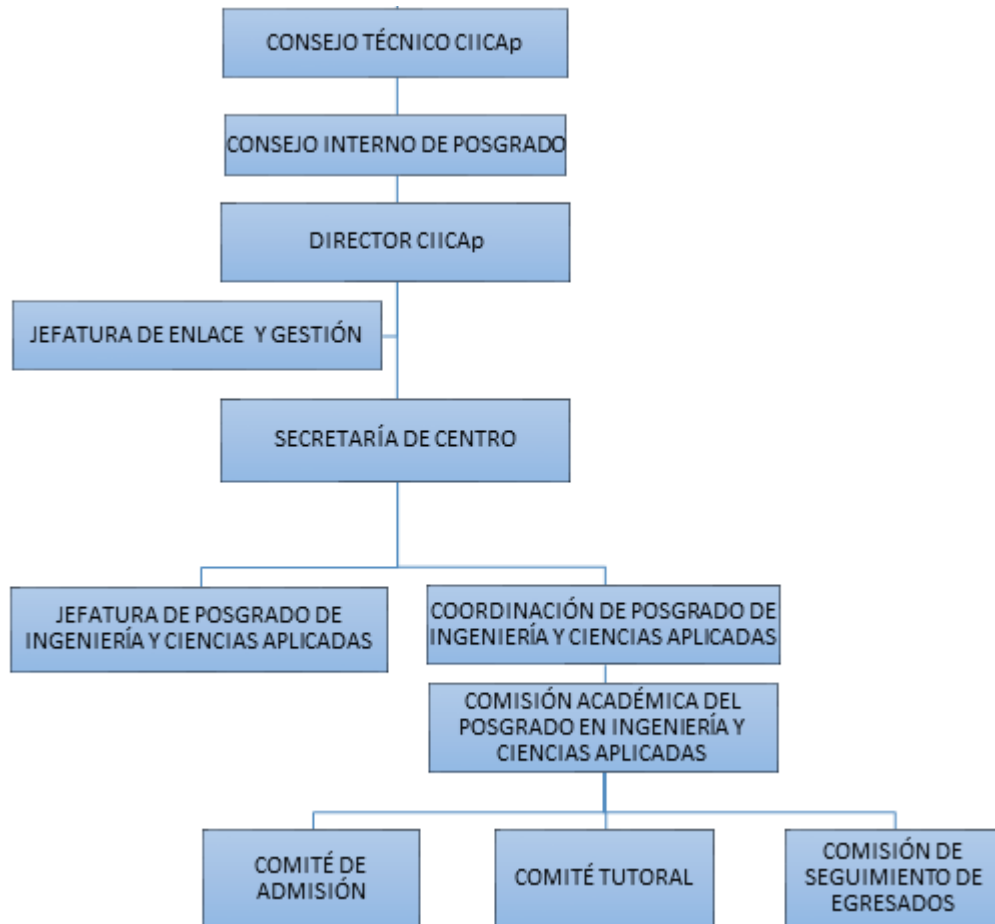 CONSEJO TÉCNICO CIICAp
CONSEJO INTERNO DE POSGRADO
DIRECTOR CIICAp
JEFATURA DE ENLACE Y GESTIÓN
SECRETARÍA DE CENTRO
JEFATURA DE POSGRADO DE
INGENIERÍA Y CIENCIAS APLICADAS
COORDINACIÓN DE POSGRADO DE
INGENIERÍA Y CIENCIAS APLICADAS
COMISIÓN ACADÉMICA DEL
POSGRADO EN INGENIERÍA Y
CIENCIAS APLICADAS
COMITÉ DE
ADMISIÓN
COMITÉ TUTORAL
COMISIÓN DE
SEGUIMIENTO DE
EGRESADOS